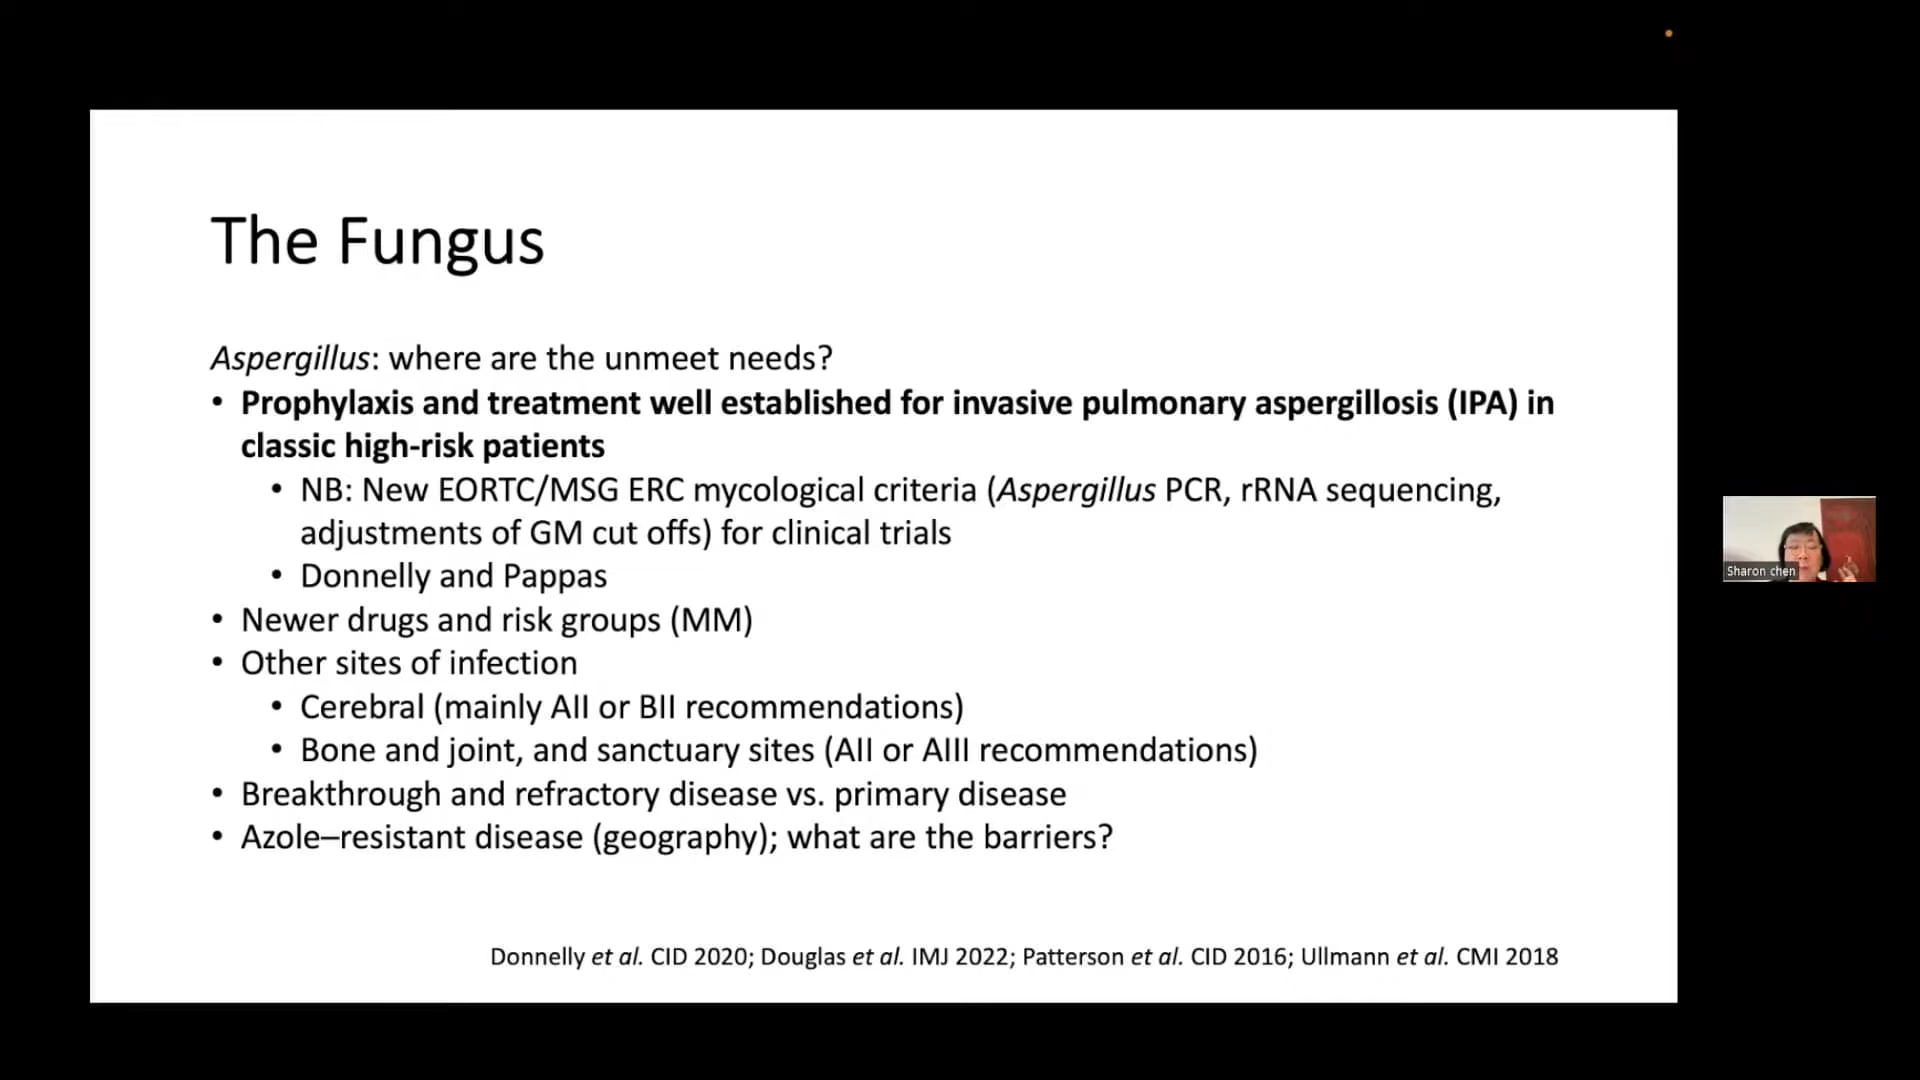 The Fungus
Aspergillus: where are the unmeet needs?
• Prophylaxis and treatment well established for invasive pulmonary aspergillosis (IPA) in
classic high-risk patients
• NB: New EORTC/MSG ERC mycological criteria (Aspergillus PCR, rRNA sequencing,
adjustments of GM cut offs) for clinical trials
• Donnelly and Pappas
• Newer drugs and risk groups (MM)
• Other sites of infection
• Cerebral (mainly AII or BII recommendations)
• Bone and joint, and sanctuary sites (AII or AIII recommendations)
• Breakthrough and refractory disease vs. primary disease
• Azole–resistant disease (geography); what are the barriers?
Donnelly et al. CID 2020; Douglas et al. IMJ 2022; Patterson et al. CID 2016; Ullmann et al. CMI 2018
Sharon chen